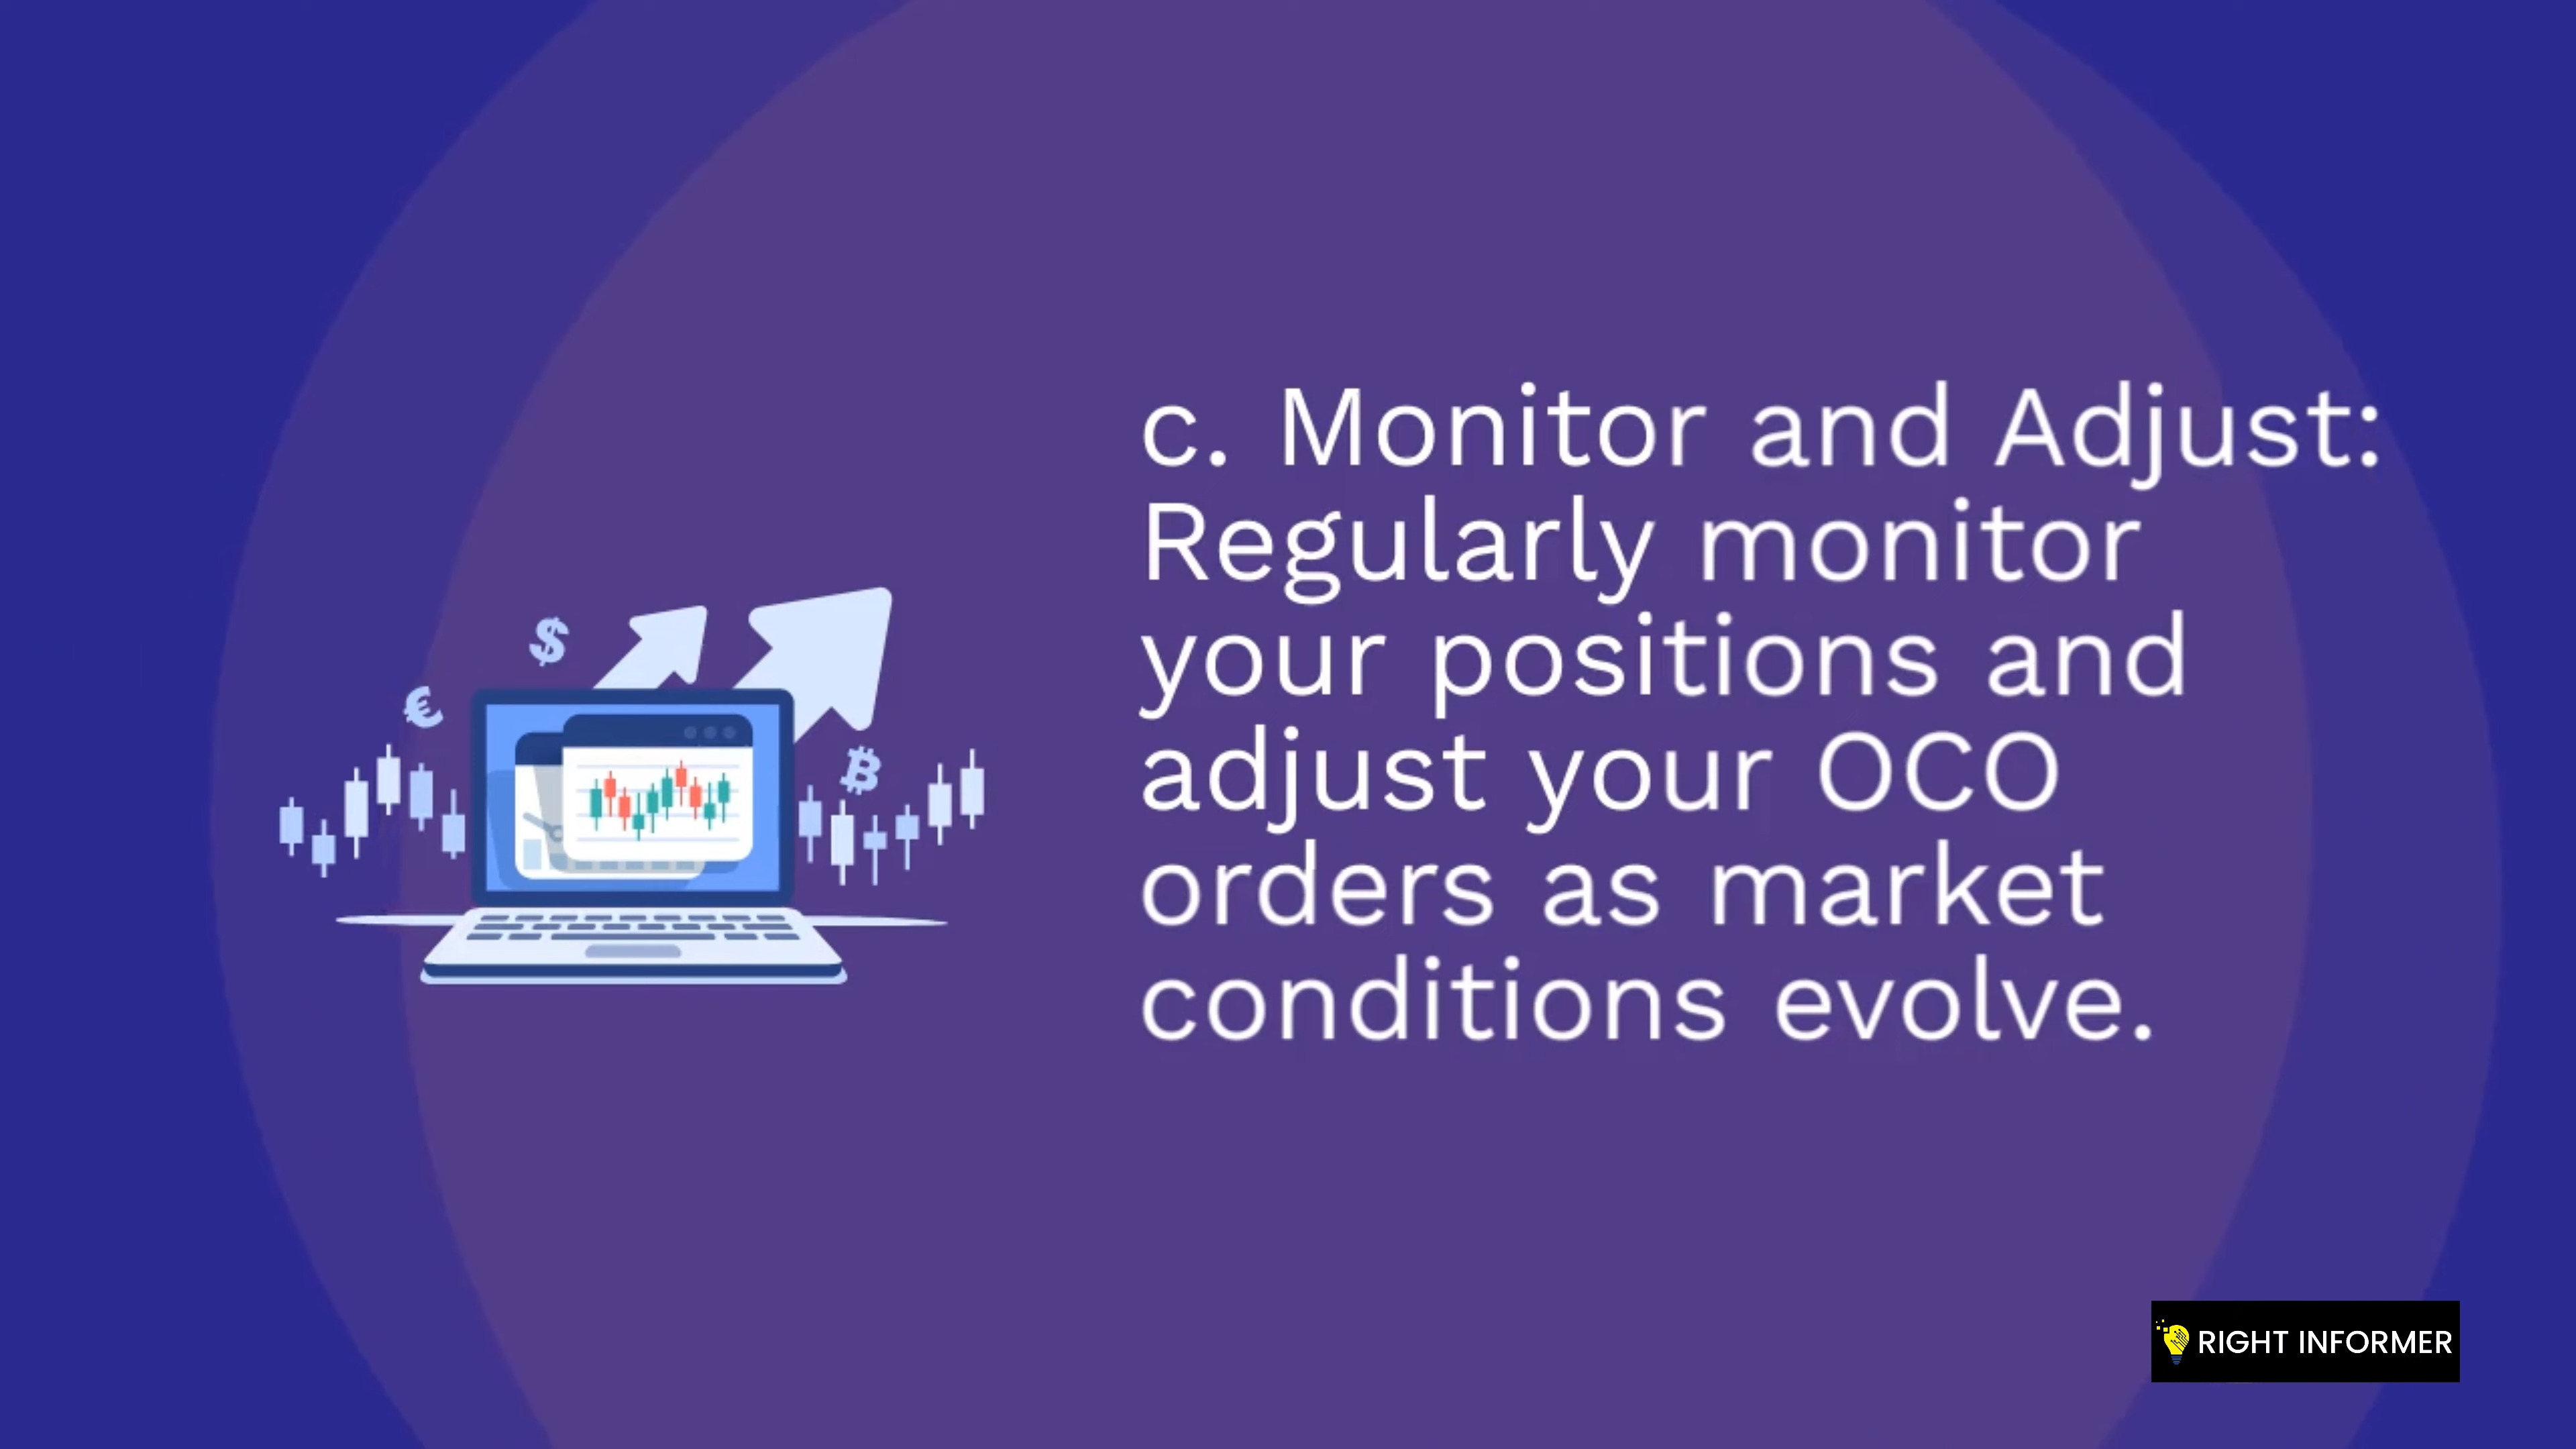 c. Monitor and Adjust:
Regularly monitor
your positions and
adjust your OCO
orders as market
conditions evolve.
$
€
₿
RIGHT INFORMER